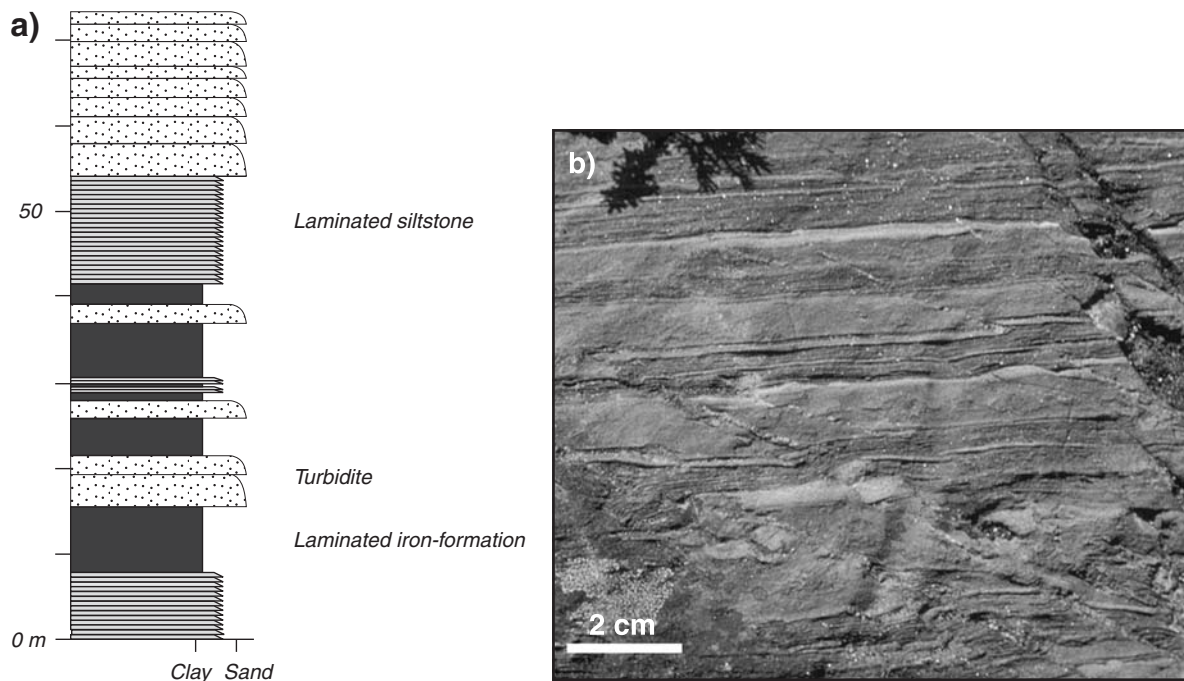 a)
50
Laminated siltstone
Turbidite
Laminated iron-formation
0 m
Clay Sand
b)
2 cm